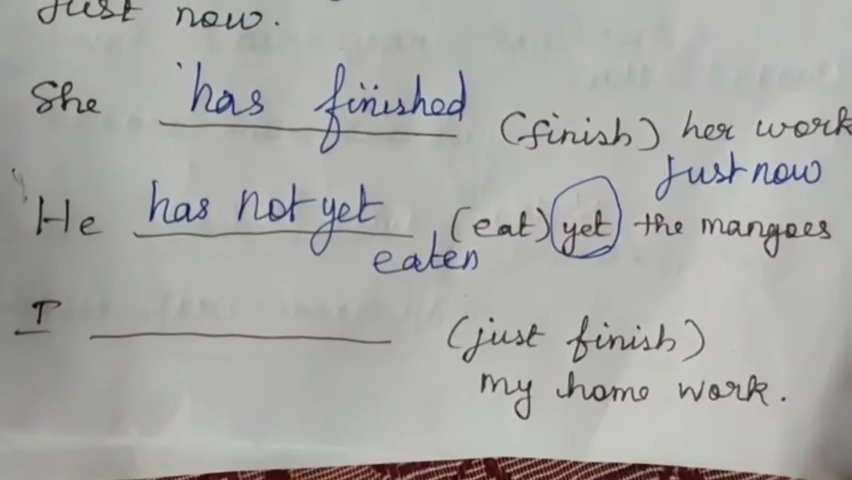 Just now.
She has finished (finish) her work
Just now
He has not yet (eat) yet the mangoes
eaten
I ________ (just finish)
my home work.